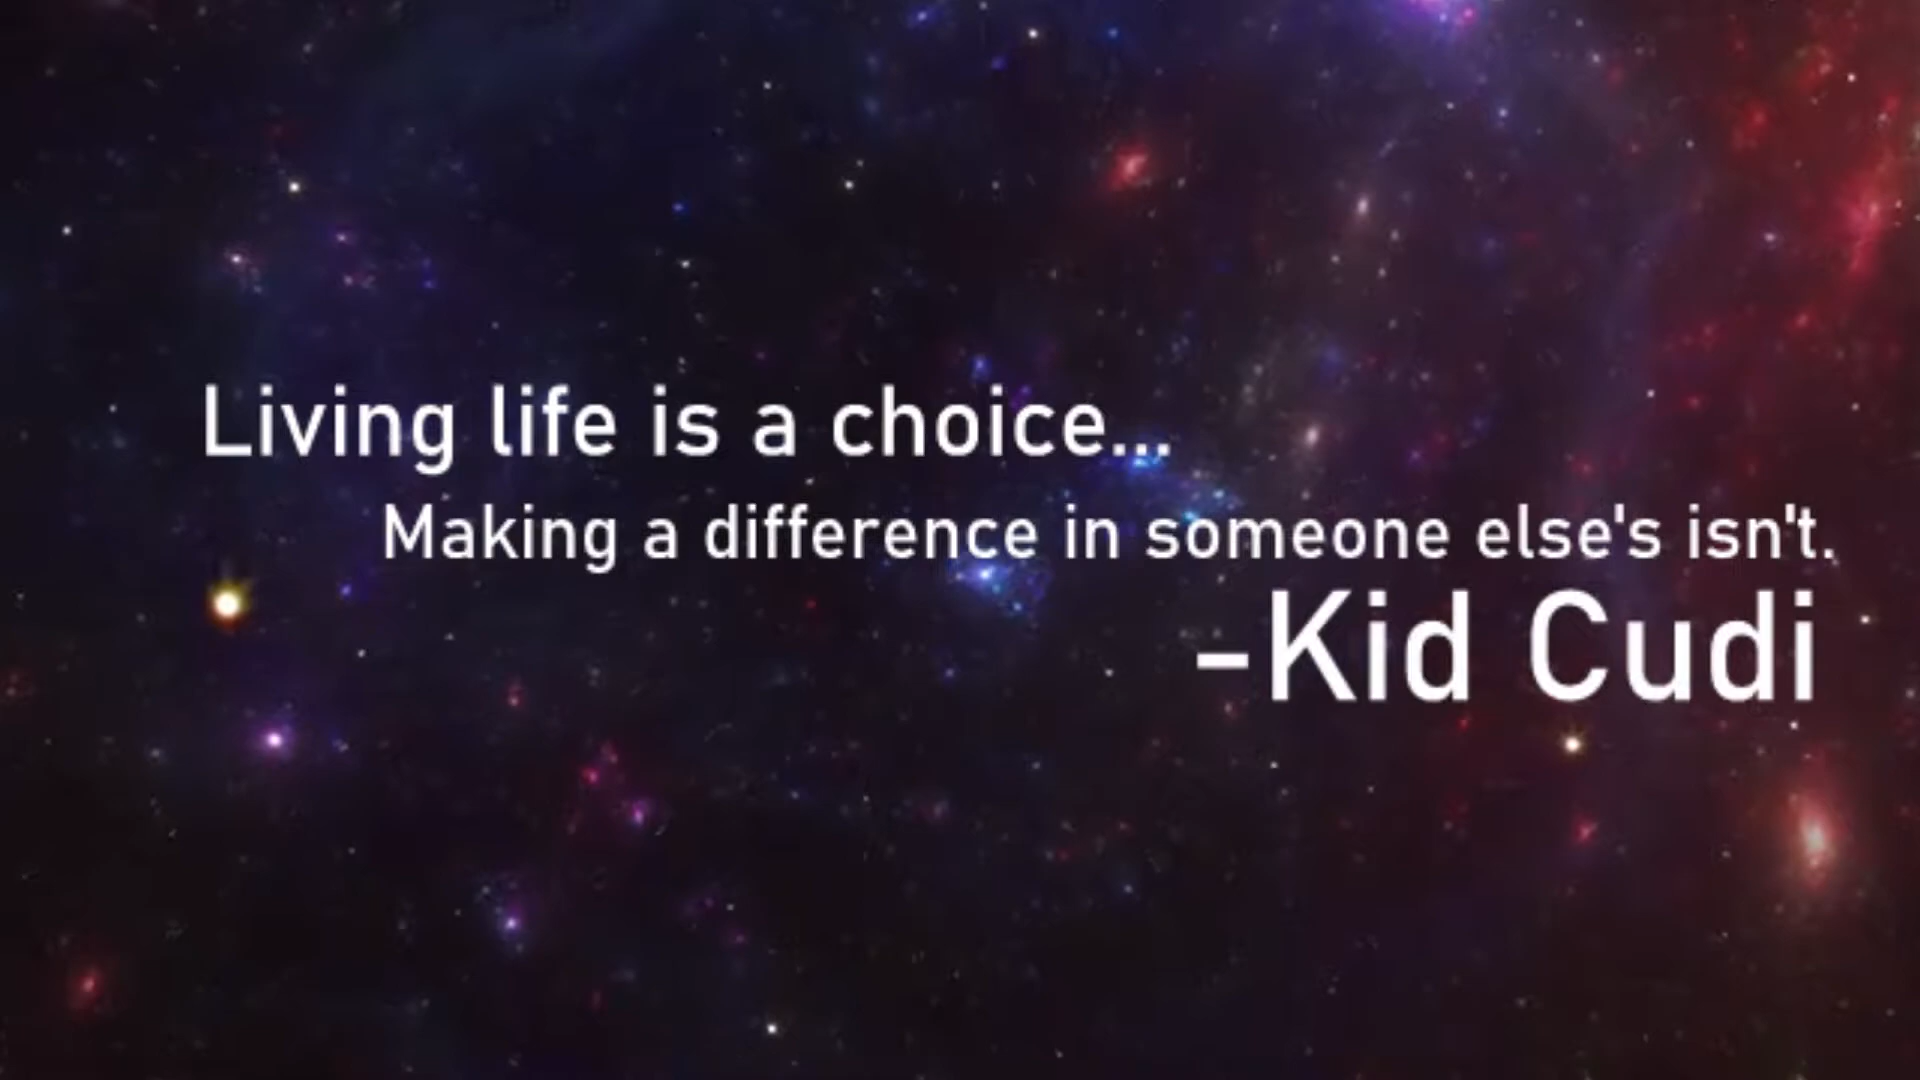 Living life is a choice...
Making a difference in someone else's isn't.
-Kid Cudi